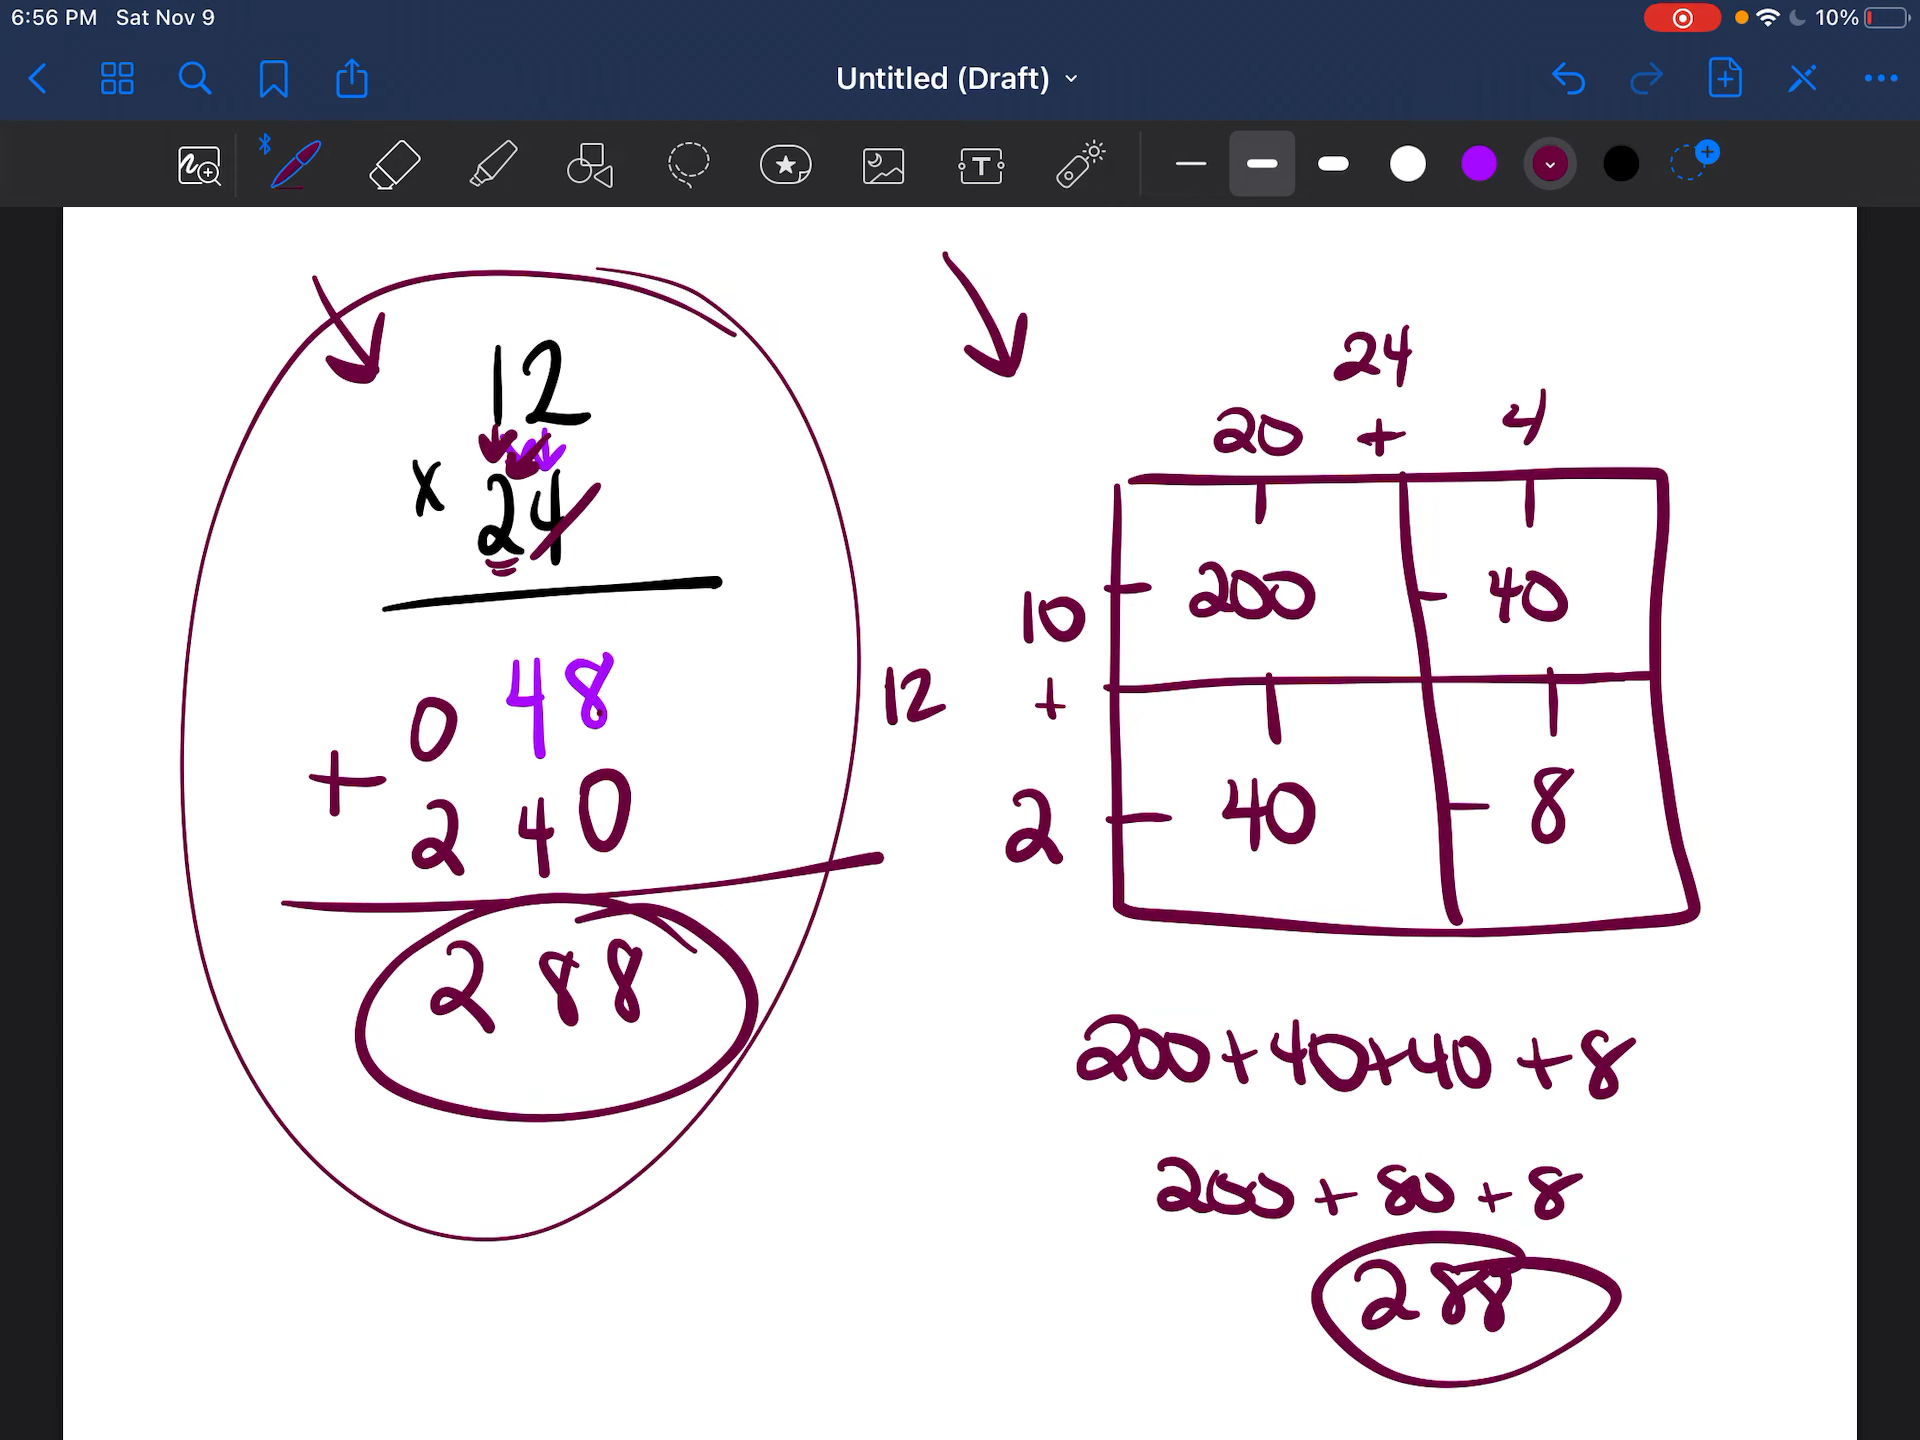 6:56 PM Sat Nov 9
10%
Untitled (Draft)
T
12
x 24
048
+ 240
288
24
20 + 4
12
10 + 2
200 40
40 8
200+40+40+8
200+80+8
288